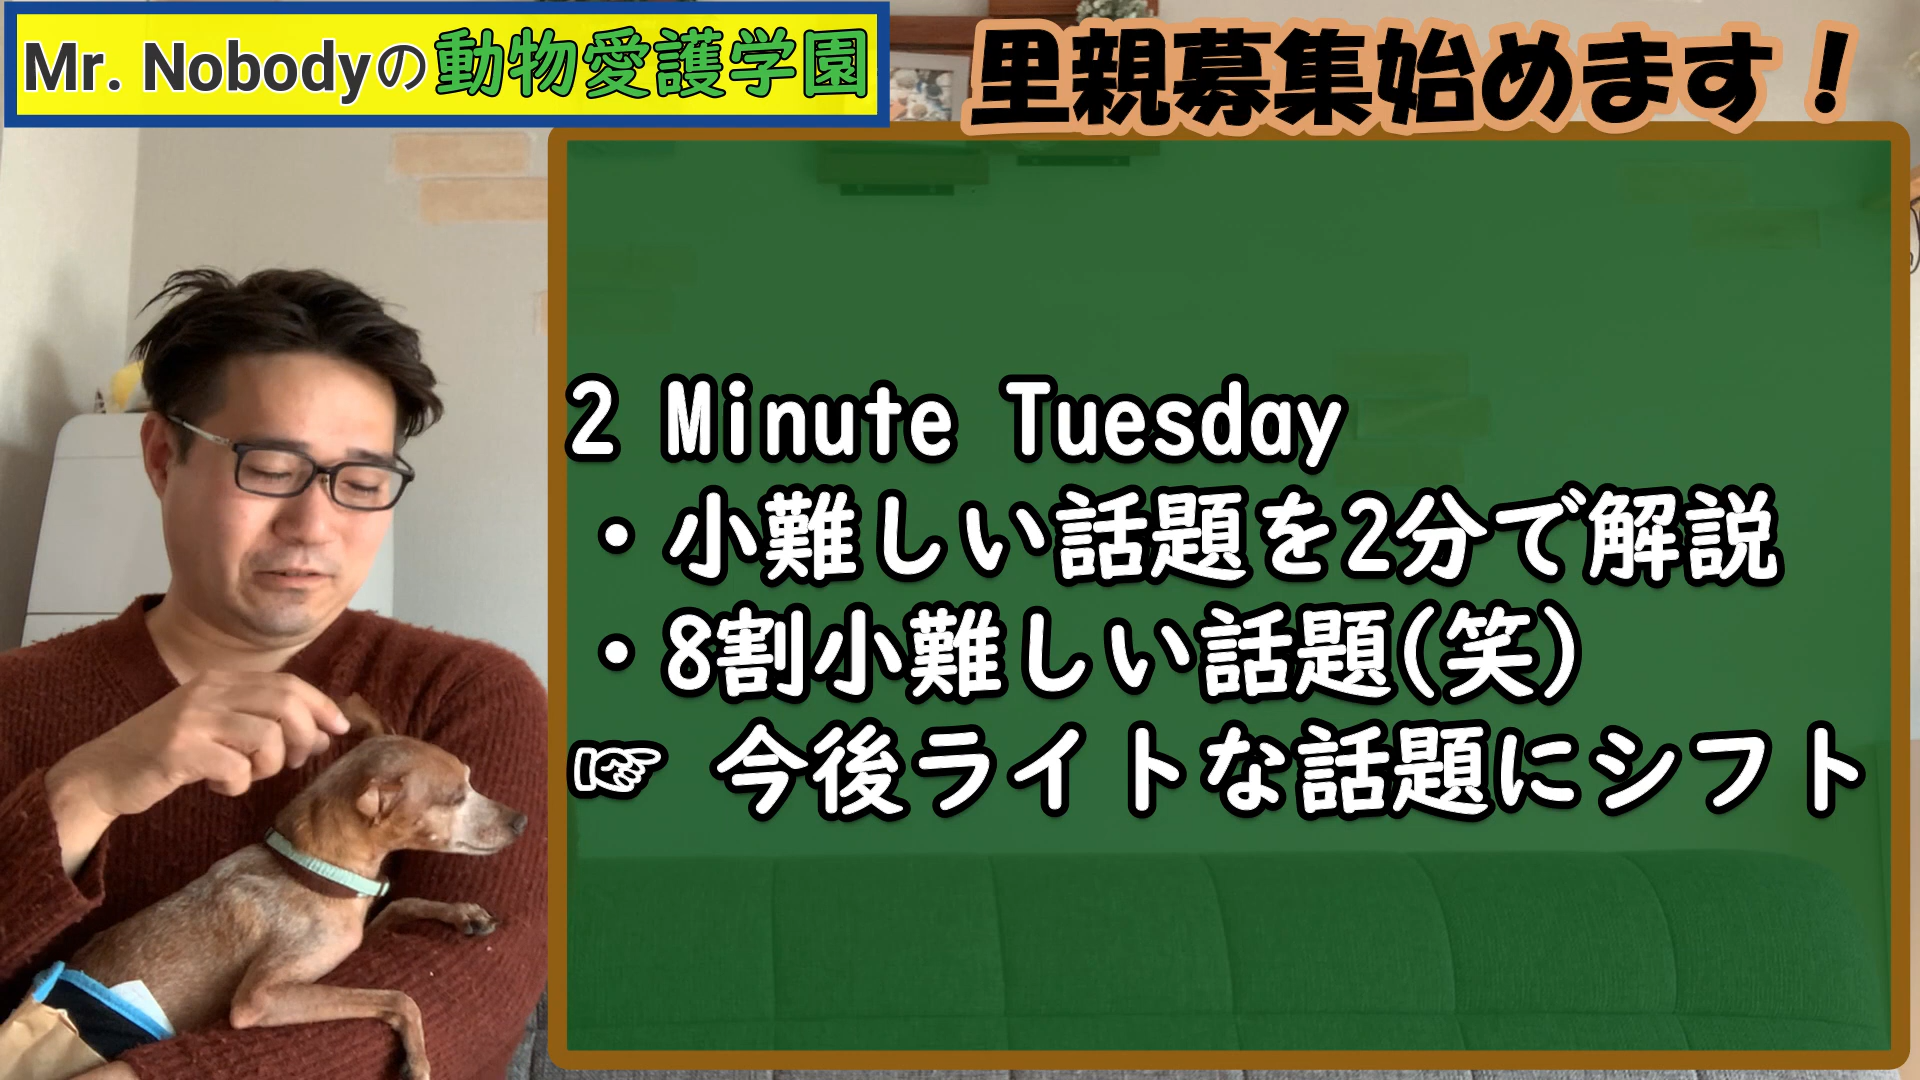 Mr. Nobodyの動物愛護学園
里親募集始めます！
2 Minute Tuesday
・小難しい話題を2分で解説
・8割小難しい話題(笑)
☞ 今後ライトな話題にシフト